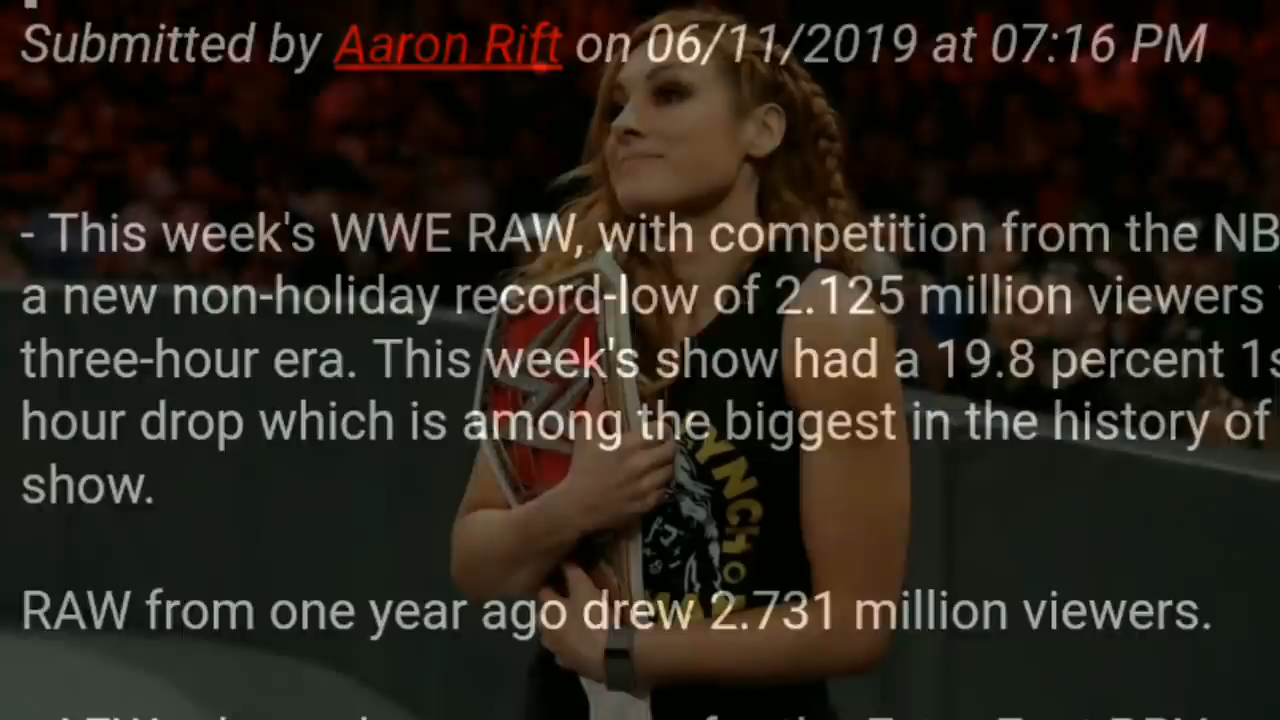 Submitted by Aaron Rift on 06/11/2019 at 07:16 PM
- This week's WWE RAW, with competition from the NB
a new non-holiday record-low of 2.125 million viewers
three-hour era. This week's show had a 19.8 percent 1s
hour drop which is among the biggest in the history of
show.
RAW from one year ago drew 2.731 million viewers.
YNCH